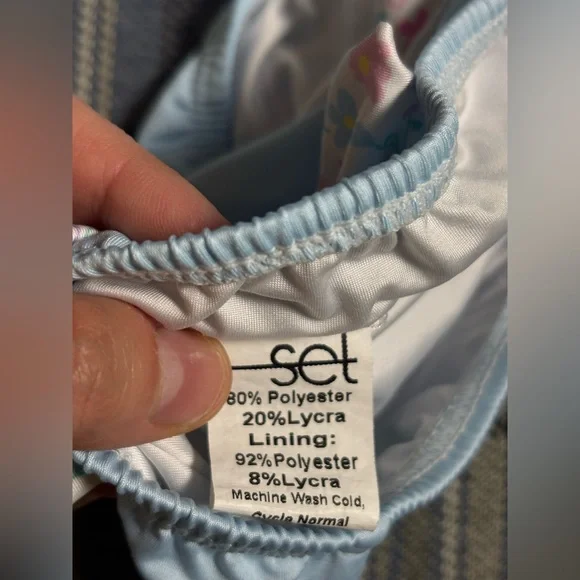 set
80% Polyester
20%Lycra
Lining:
92%Polyester
8%Lycra
Machine Wash Cold,
Cycle Normal